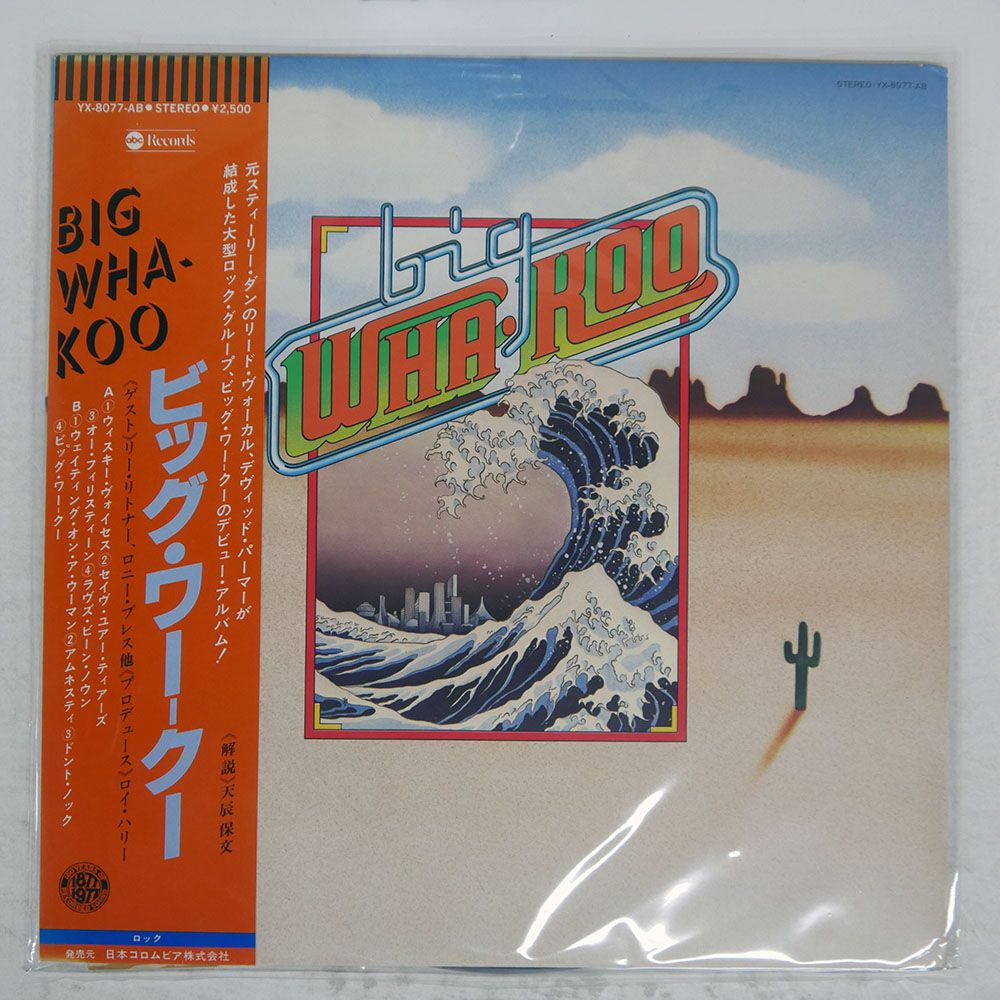 YX-8077-AB●STEREO●¥2,500
abc Records
BIG
WHA-
KOO
ビッグ・ワークー
元スティーリー・ダンのリード・ヴォーカル、デヴィッド・パーマーが
結成した大型ロック・グループ、ビッグ・ワークーのデビュー・アルバム!
《解説》天辰保文
《ゲスト》リー・リトナー、ロニー・ブレス他《プロデュース》ロイ・ハリー
A①ウィスキー・ヴォイセス②セイヴ・ユアー・ティアーズ
③オー・フィリスティーン④ラヴズ・ビーン・ノウン
B①ウェイティング・オン・ア・ウーマン②アムネスティ③ドント・ノック
④ビッグ・ワークー
1877
1977
ロック
発売元 日本コロムビア株式会社
STEREO YX-8077-AB
big
WHA·KOO